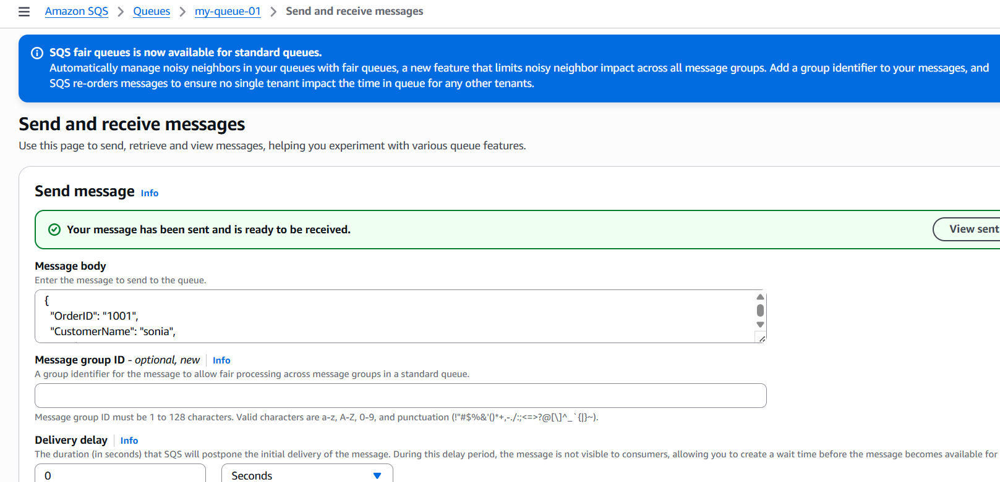 Amazon SQS > Queues > my-queue-01 > Send and receive messages
SQS fair queues is now available for standard queues.
Automatically manage noisy neighbors in your queues with fair queues, a new feature that limits noisy neighbor impact across all message groups. Add a group identifier to your messages, and
SQS re-orders messages to ensure no single tenant impact the time in queue for any other tenants.
Send and receive messages
Use this page to send, retrieve and view messages, helping you experiment with various queue features.
Send message Info
Your message has been sent and is ready to be received. View sent
Message body
Enter the message to send to the queue.
{
"OrderID": "1001",
"CustomerName": "sonia",
Message group ID - optional, new Info
A group identifier for the message to allow fair processing across message groups in a standard queue.
Message group ID must be 1 to 128 characters. Valid characters are a-z, A-Z, 0-9, and punctuation (!"#$%&'()*+,-./:;<=>?@[\]^_`{|}~).
Delivery delay Info
The duration (in seconds) that SQS will postpone the initial delivery of the message. During this delay period, the message is not visible to consumers, allowing you to create a wait time before the message becomes available for
0 Seconds